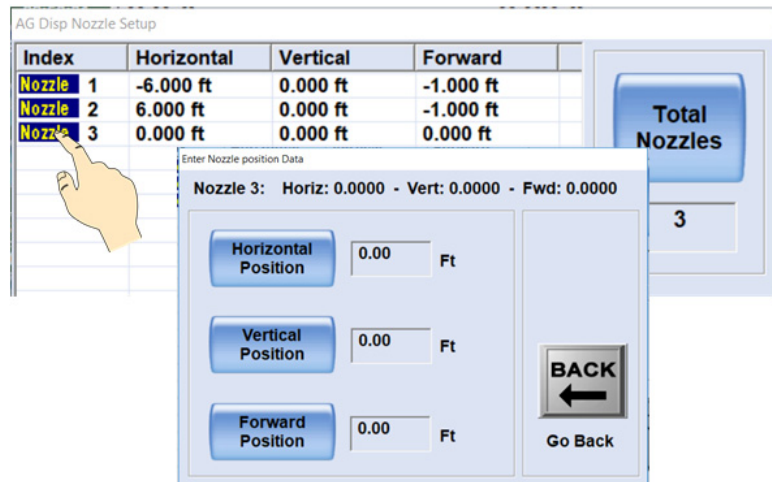 AG Disp Nozzle Setup
Index Horizontal Vertical Forward
Nozzle 1 -6.000 ft 0.000 ft -1.000 ft
Nozzle 2 6.000 ft 0.000 ft -1.000 ft
Nozzle 3 0.000 ft 0.000 ft 0.000 ft
Total
Nozzles
3
Enter Nozzle position Data
Nozzle 3: Horiz: 0.0000 - Vert: 0.0000 - Fwd: 0.0000
Horizontal
Position
0.00
Ft
Vertical
Position
0.00
Ft
Forward
Position
0.00
Ft
BACK
Go Back